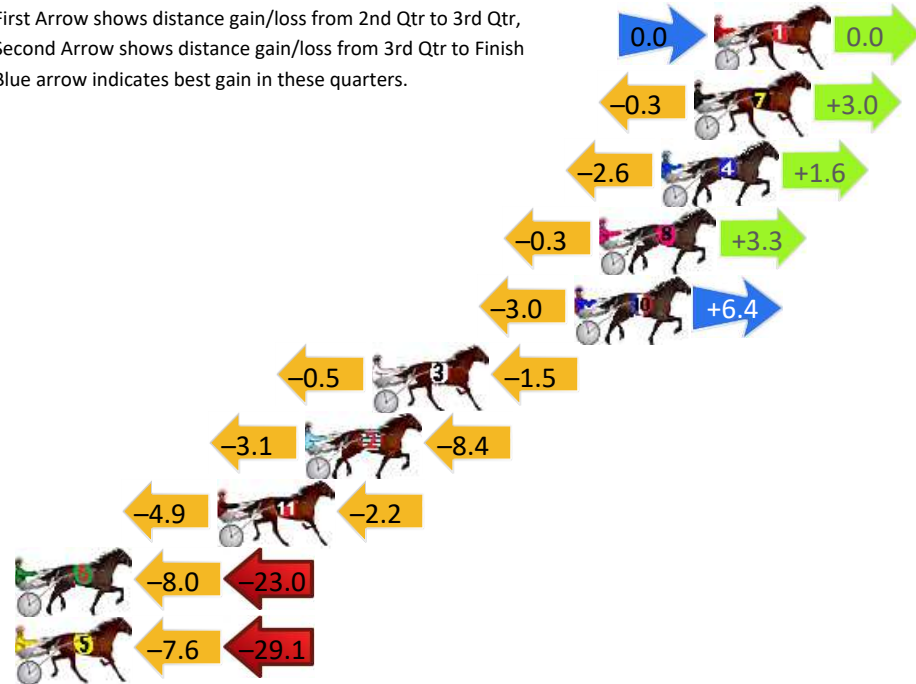 First Arrow shows distance gain/loss from 2nd Qtr to 3rd Qtr,
Second Arrow shows distance gain/loss from 3rd Qtr to Finish
Blue arrow indicates best gain in these quarters.
0.0 1 0.0
−0.3 7 +3.0
−2.6 4 +1.6
−0.3 8 +3.3
−3.0 10 +6.4
−0.5 3 −1.5
−3.1 2 −8.4
−4.9 11 −2.2
6 −8.0 −23.0
5 −7.6 −29.1